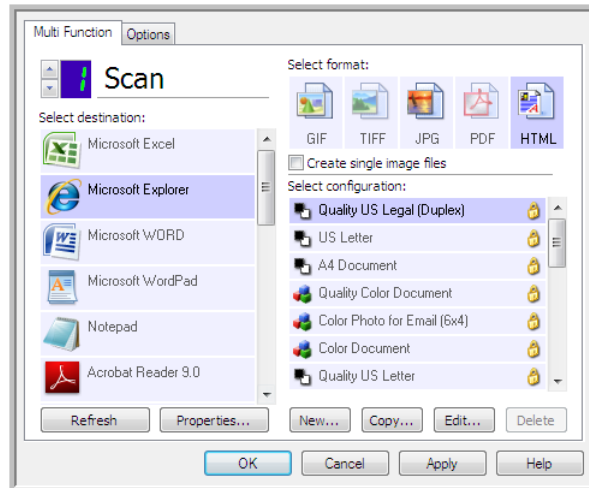 Multi Function
Options
1
Scan
Select destination:
Microsoft Excel
Microsoft Explorer
Microsoft WORD
Microsoft WordPad
Notepad
Acrobat Reader 9.0
Refresh
Properties...
Select format:
GIF
TIFF
JPG
PDF
HTML
Create single image files
Select configuration:
Quality US Legal (Duplex)
US Letter
A4 Document
Quality Color Document
Color Photo for Email (6x4)
Color Document
Quality US Letter
New...
Copy...
Edit...
Delete
OK
Cancel
Apply
Help